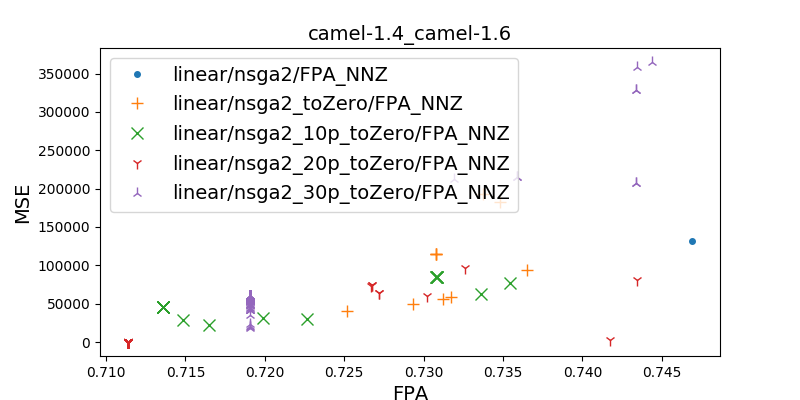 camel-1.4_camel-1.6
linear/nsga2/FPA_NNZ
linear/nsga2_toZero/FPA_NNZ
linear/nsga2_10p_toZero/FPA_NNZ
linear/nsga2_20p_toZero/FPA_NNZ
linear/nsga2_30p_toZero/FPA_NNZ
MSE
350000
300000
250000
200000
150000
100000
50000
0
0.710 0.715 0.720 0.725 0.730 0.735 0.740 0.745
FPA